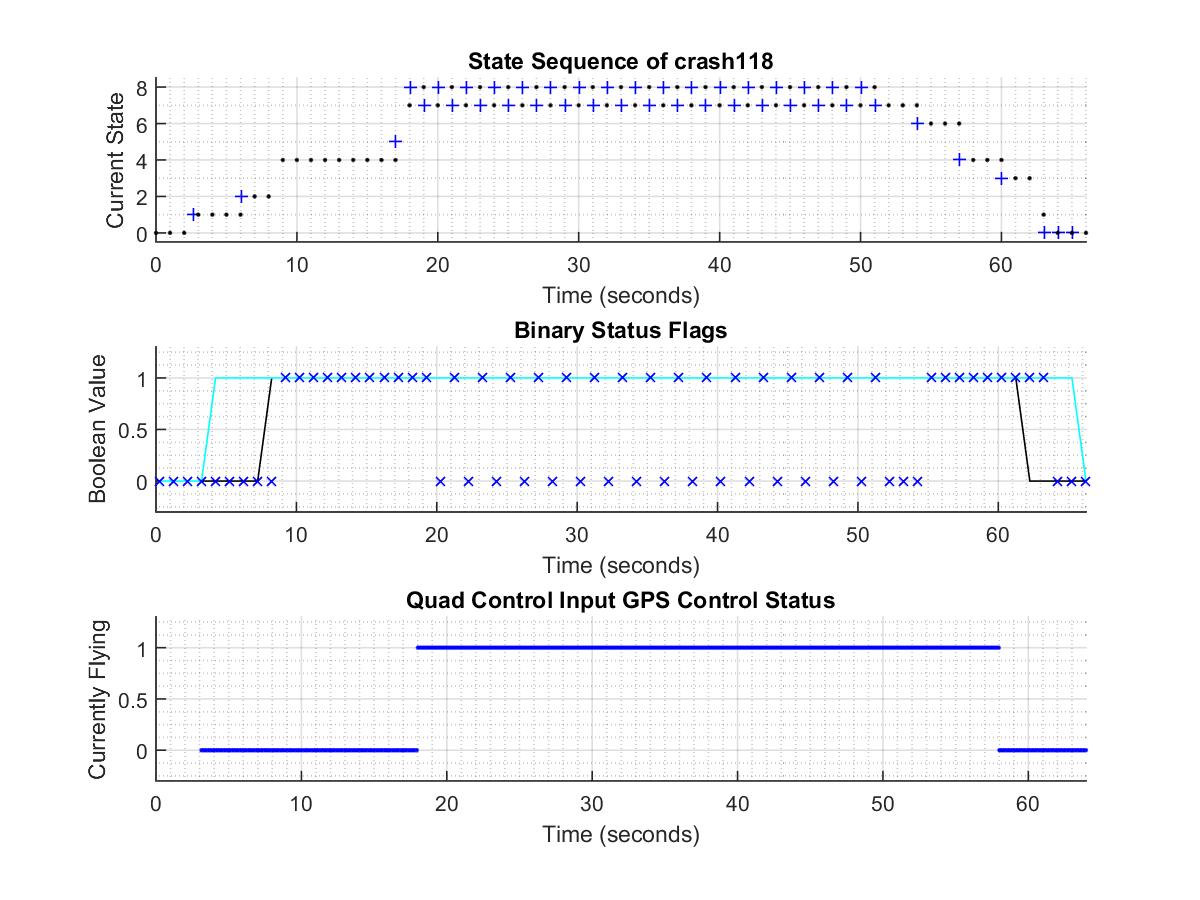 State Sequence of crash118
Current State
8
6
4
2
0
0 10 20 30 40 50 60
Time (seconds)
Binary Status Flags
Boolean Value
1
0.5
0
0 10 20 30 40 50 60
Time (seconds)
Quad Control Input GPS Control Status
Currently Flying
1
0.5
0
0 10 20 30 40 50 60
Time (seconds)